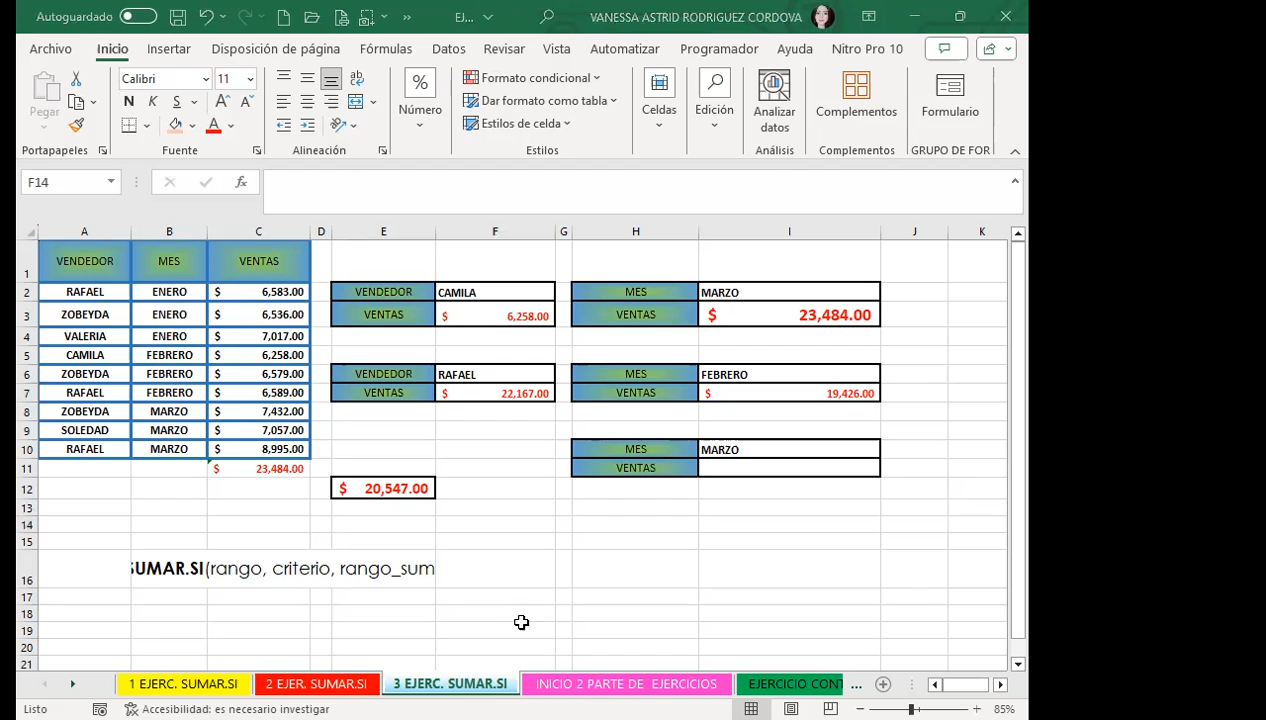 Autoguardado
EJ...
VANESSA ASTRID RODRIGUEZ CORDOVA
Archivo Inicio Insertar Disposición de página Fórmulas Datos Revisar Vista Automatizar Programador Ayuda Nitro Pro 10
Pegar
Calibri 11
N K S
Número
Formato condicional
Dar formato como tabla
Estilos de celda
Celdas
Edición
Analizar datos
Complementos
Formulario
Portapapeles Fuente Alineación Estilos Análisis Complementos GRUPO DE FOR
F14 fx
A B C D E F G H I J K
1 VENDEDOR MES VENTAS
2 RAFAEL ENERO $ 6,583.00 VENDEDOR CAMILA MES MARZO
3 ZOBEYDA ENERO $ 6,536.00 VENTAS $ 6,258.00 VENTAS $ 23,484.00
4 VALERIA ENERO $ 7,017.00
5 CAMILA FEBRERO $ 6,258.00
6 ZOBEYDA FEBRERO $ 6,579.00 VENDEDOR RAFAEL MES FEBRERO
7 RAFAEL FEBRERO $ 6,589.00 VENTAS $ 22,167.00 VENTAS $ 19,426.00
8 ZOBEYDA MARZO $ 7,432.00
9 SOLEDAD MARZO $ 7,057.00
10 RAFAEL MARZO $ 8,995.00 MES MARZO
11 $ 23,484.00 VENTAS
12 $ 20,547.00
13
14
15
16 SUMAR.SI(rango, criterio, rango_sum
17
18
19
20
21
1 EJERC. SUMAR.SI 2 EJER. SUMAR.SI 3 EJERC. SUMAR.SI INICIO 2 PARTE DE EJERCICIOS EJERCICIO CONT ...
Listo Accesibilidad: es necesario investigar 85%